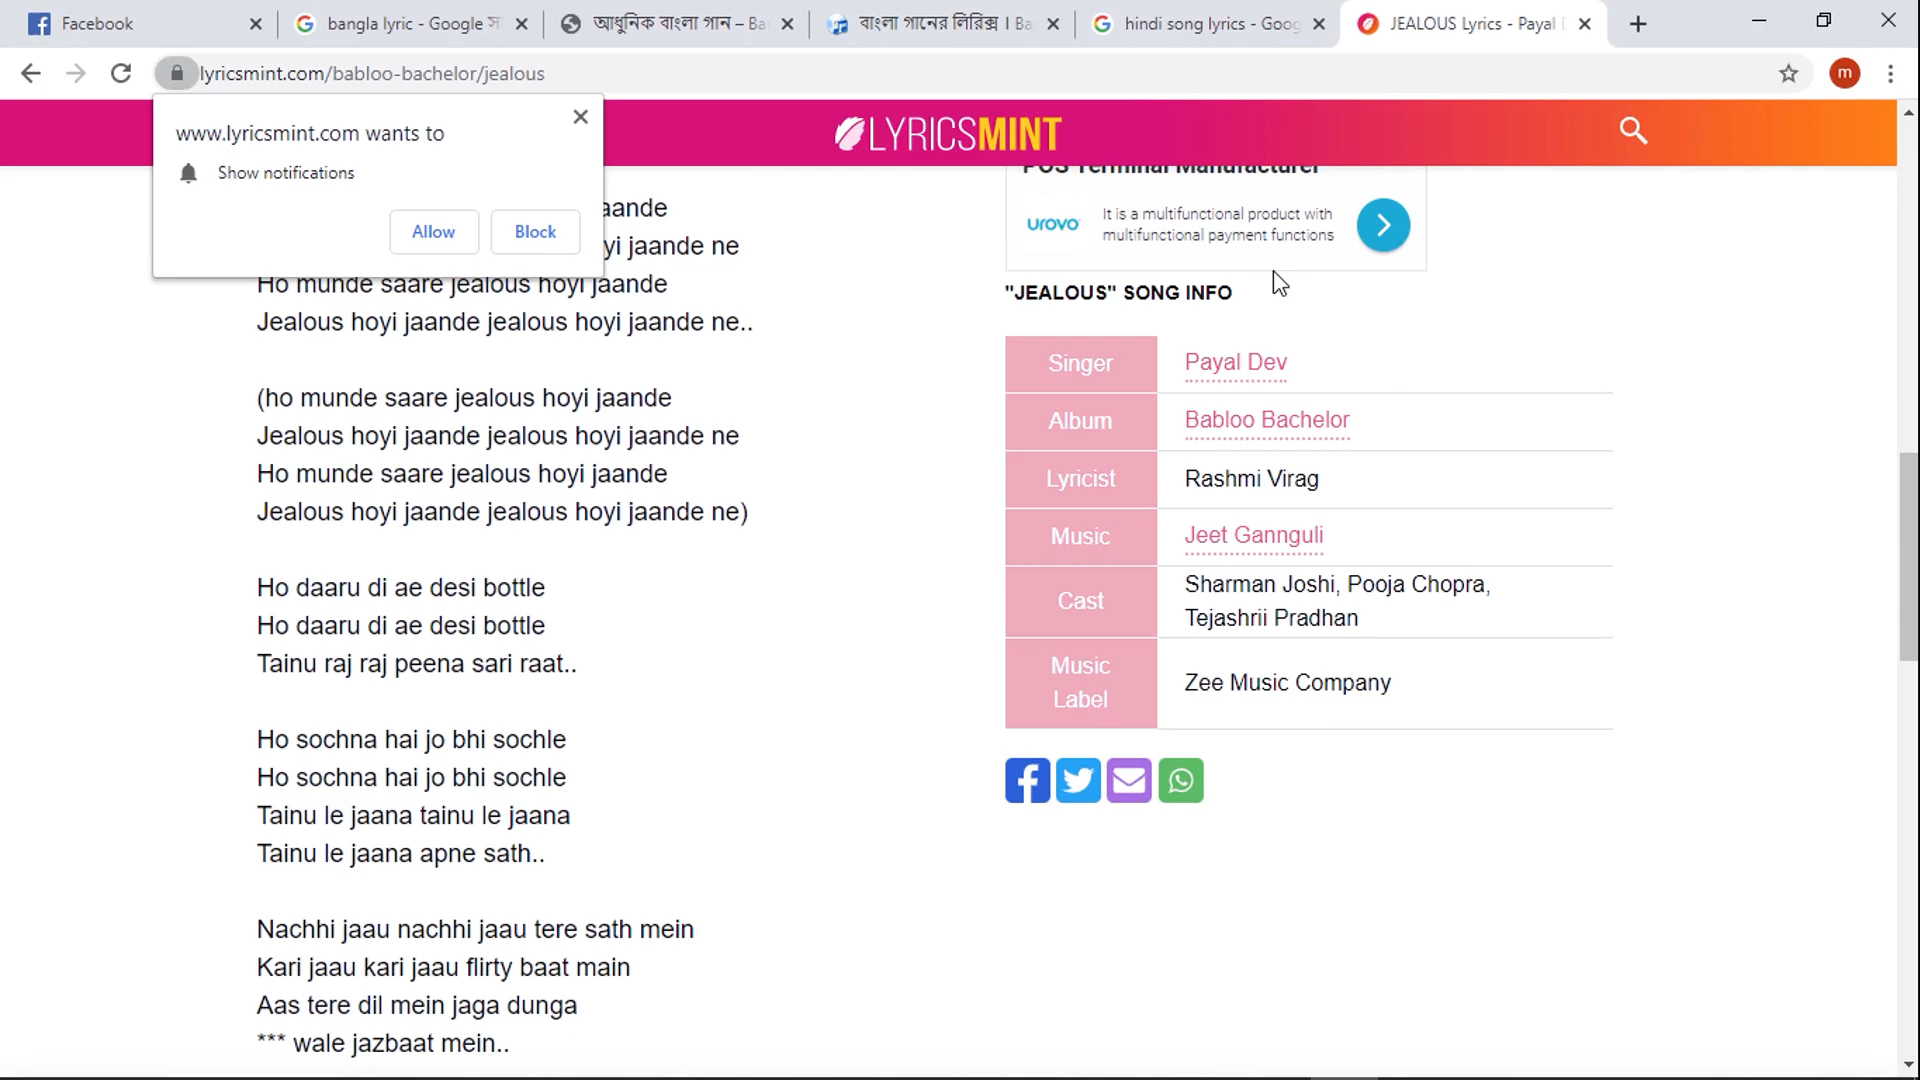 Facebook
bangla lyric - Google
আধুনিক বাংলা গান – Ba
বাংলা গানের লিরিক্স । Ba
hindi song lyrics - Goog
JEALOUS Lyrics - Payal
lyricsmint.com/babloo-bachelor/jealous
m
www.lyricsmint.com wants to
Show notifications
Allow
Block
LYRICSMINT
POS Terminal Manufacturer
urovo
It is a multifunctional product with
multifunctional payment functions
aande
yi jaande ne
Ho munde saare jealous hoyi jaande
Jealous hoyi jaande jealous hoyi jaande ne..
(ho munde saare jealous hoyi jaande
Jealous hoyi jaande jealous hoyi jaande ne
Ho munde saare jealous hoyi jaande
Jealous hoyi jaande jealous hoyi jaande ne)
Ho daaru di ae desi bottle
Ho daaru di ae desi bottle
Tainu raj raj peena sari raat..
Ho sochna hai jo bhi sochle
Ho sochna hai jo bhi sochle
Tainu le jaana tainu le jaana
Tainu le jaana apne sath..
Nachhi jaau nachhi jaau tere sath mein
Kari jaau kari jaau flirty baat main
Aas tere dil mein jaga dunga
*** wale jazbaat mein..
"JEALOUS" SONG INFO
Singer Payal Dev
Album Babloo Bachelor
Lyricist Rashmi Virag
Music Jeet Gannguli
Cast Sharman Joshi, Pooja Chopra,
Tejashrii Pradhan
Music
Label Zee Music Company